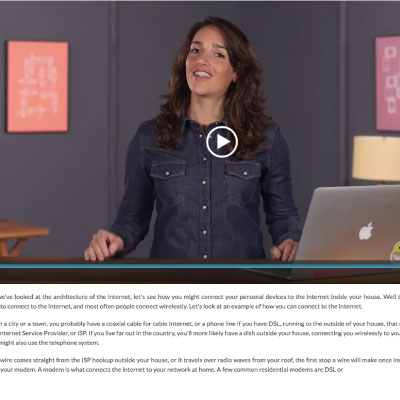 we've looked at the architecture of the internet, let's see how you might connect your personal devices to the internet inside your house. Well t
to connect to the internet, and most often people connect wirelessly. Let's look at an example of how you can connect to the internet.
n a city or a town, you probably have a coaxial cable for cable Internet, or a phone line if you have DSL, running to the outside of your house, that
nternet Service Provider, or ISP. If you live far out in the country, you'll more likely have a dish outside your house, connecting you wirelessly to you
might also use the telephone system.
wire comes straight from the ISP hookup outside your house, or it travels over radio waves from your roof, the first stop a wire will make once ins
your modem. A modem is what connects the internet to your network at home. A few common residential modems are DSL or